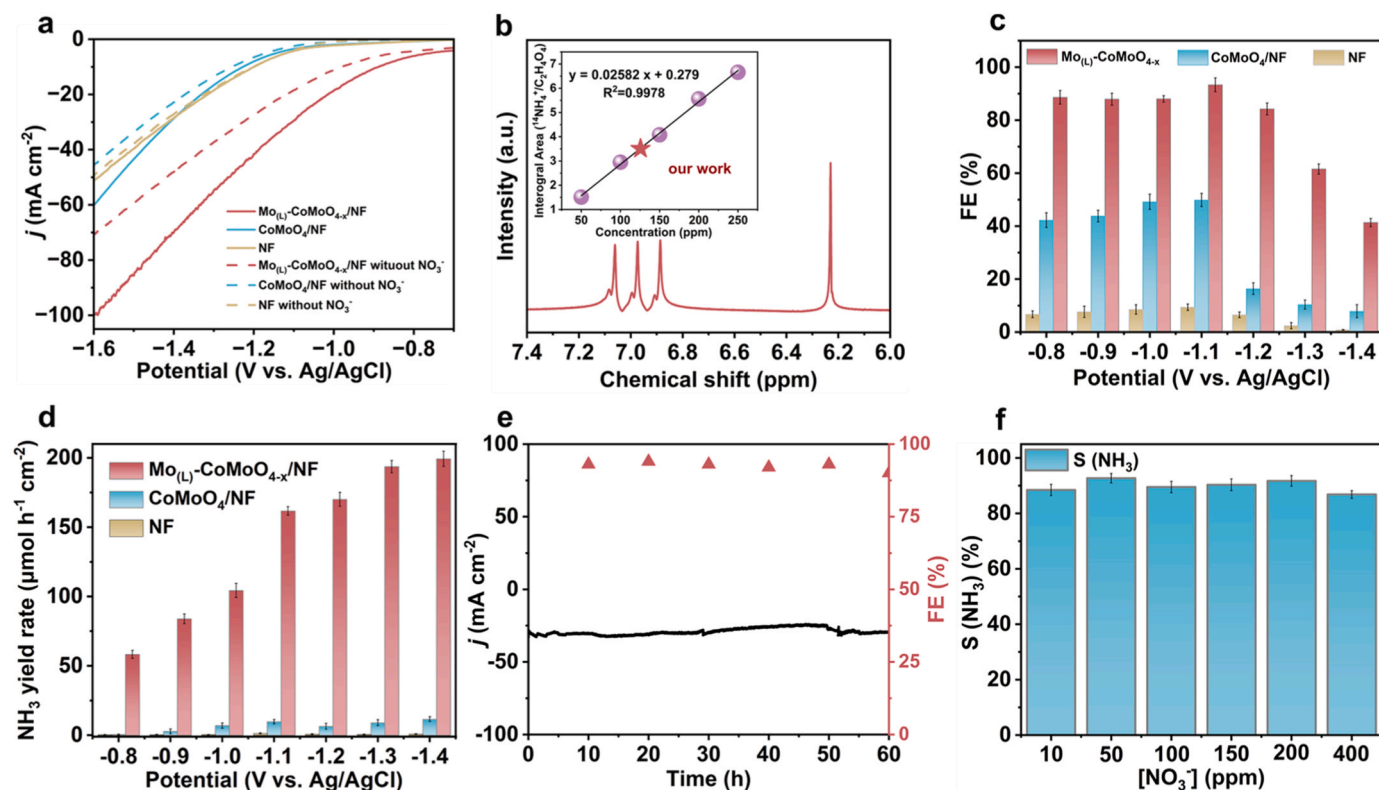 a
j (mA cm⁻²)
0
−20
−40
−60
−80
−100
Mo(L)-CoMoO4-x/NF
CoMoO4/NF
NF
Mo(L)-CoMoO4-x/NF wituout NO3-
CoMoO4/NF without NO3-
NF without NO3-
−1.6 −1.4 −1.2 −1.0 −0.8
Potential (V vs. Ag/AgCl)
b
Intensity (a.u.)
Interogral Area (¹⁴NH4⁺/C2H4O4)
7
6
5
4
3
2
1
y = 0.02582 x + 0.279
R²=0.9978
our work
50 100 150 200 250
Concentration (ppm)
7.4 7.2 7.0 6.8 6.6 6.4 6.2 6.0
Chemical shift (ppm)
c
Mo(L)-CoMoO4-x CoMoO4/NF NF
FE (%)
100
80
60
40
20
0
-0.8 -0.9 -1.0 -1.1 -1.2 -1.3 -1.4
Potential (V vs. Ag/AgCl)
d
NH3 yield rate (μmol h⁻¹ cm⁻²)
200
150
100
50
0
Mo(L)-CoMoO4-x/NF
CoMoO4/NF
NF
-0.8 -0.9 -1.0 -1.1 -1.2 -1.3 -1.4
Potential (V vs. Ag/AgCl)
e
j (mA cm⁻²)
100
50
0
-50
-100
100
75
50
25
0
FE (%)
0 10 20 30 40 50 60
Time (h)
f
S (NH3) (%)
100
80
60
40
20
0
S (NH3)
10 50 100 150 200 400
[NO3-] (ppm)